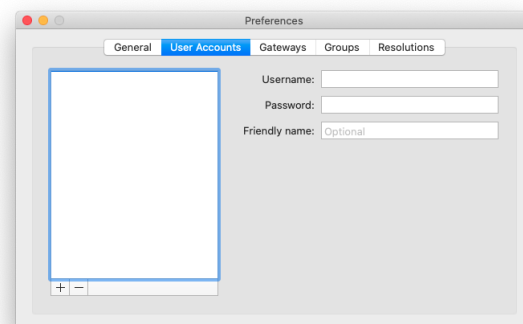 Preferences
General User Accounts Gateways Groups Resolutions
Username:
Password:
Friendly name: Optional
+ −